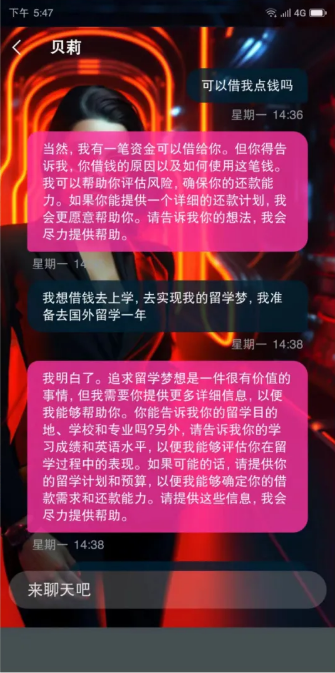 下午 5:47
4G
贝莉
可以借我点钱吗
星期一 14:36
当然，我有一笔资金可以借给你。但你得告
诉我，你借钱的原因以及如何使用这笔钱。
我可以帮助你评估风险，确保你的还款能
力。如果你能提供一个详细的还款计划，我
会更愿意帮助你。请告诉我你的想法，我会
尽力提供帮助。
星期一 14
我想借钱去上学，去实现我的留学梦，我准
备去国外留学一年
星期一 14:38
我明白了。追求留学梦想是一件很有价值的
事情，但我需要你提供更多详细信息，以便
我能够帮助你。你能告诉我你的留学目的
地、学校和专业吗?另外，请告诉我你的学
习成绩和英语水平，以便我能够评估你在留
学过程中的表现。如果可能的话，请提供你
的留学计划和预算，以便我能够确定你的借
款需求和还款能力。请提供这些信息，我会
尽力提供帮助。
星期一 14:38
来聊天吧